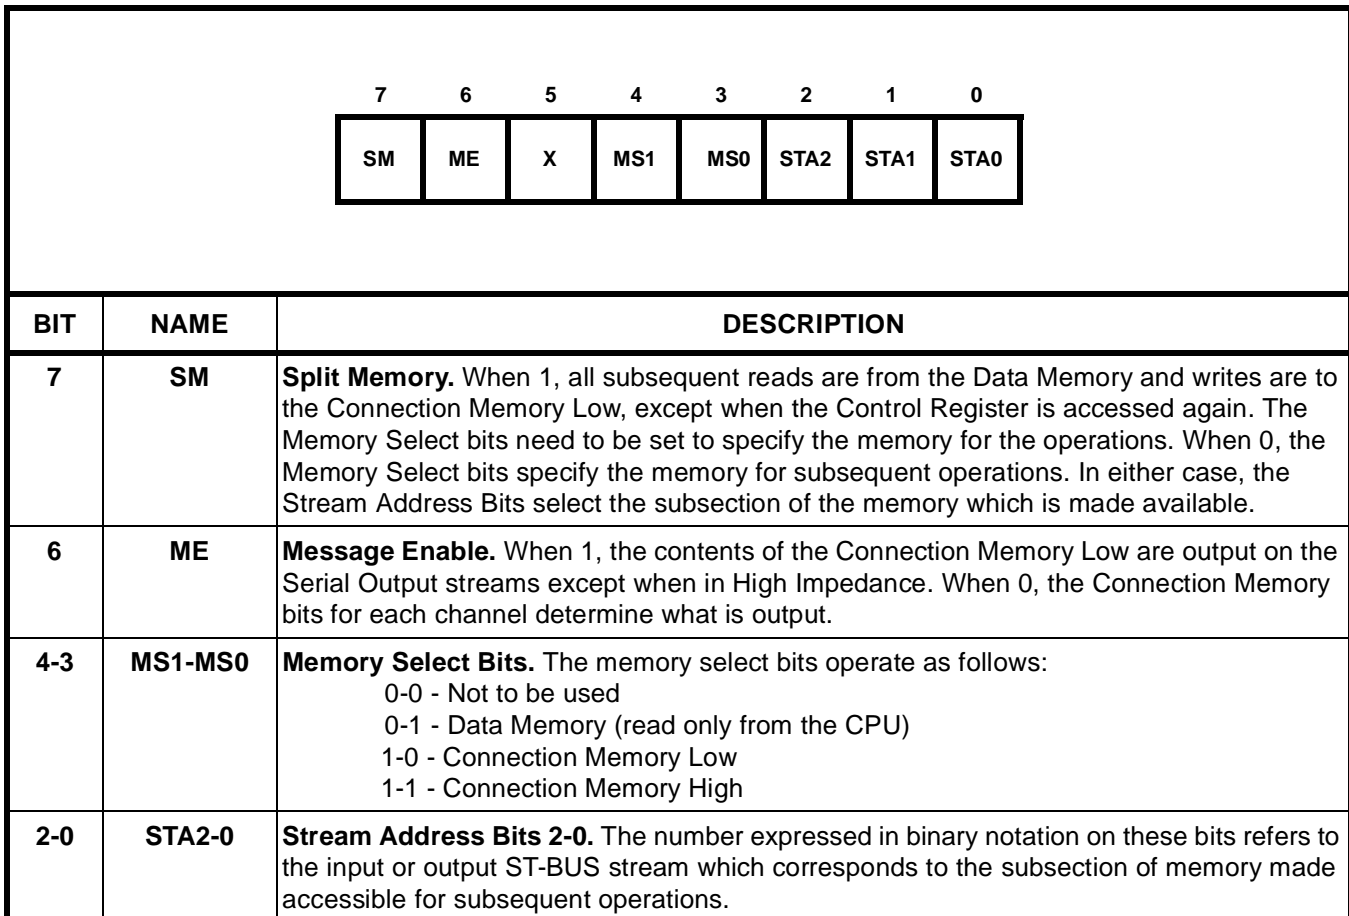 7 6 5 4 3 2 1 0
SM ME X MS1 MS0 STA2 STA1 STA0
BIT NAME DESCRIPTION
7 SM Split Memory. When 1, all subsequent reads are from the Data Memory and writes are to
the Connection Memory Low, except when the Control Register is accessed again. The
Memory Select bits need to be set to specify the memory for the operations. When 0, the
Memory Select bits specify the memory for subsequent operations. In either case, the
Stream Address Bits select the subsection of the memory which is made available.
6 ME Message Enable. When 1, the contents of the Connection Memory Low are output on the
Serial Output streams except when in High Impedance. When 0, the Connection Memory
bits for each channel determine what is output.
4-3 MS1-MS0 Memory Select Bits. The memory select bits operate as follows:
0-0 - Not to be used
0-1 - Data Memory (read only from the CPU)
1-0 - Connection Memory Low
1-1 - Connection Memory High
2-0 STA2-0 Stream Address Bits 2-0. The number expressed in binary notation on these bits refers to
the input or output ST-BUS stream which corresponds to the subsection of memory made
accessible for subsequent operations.